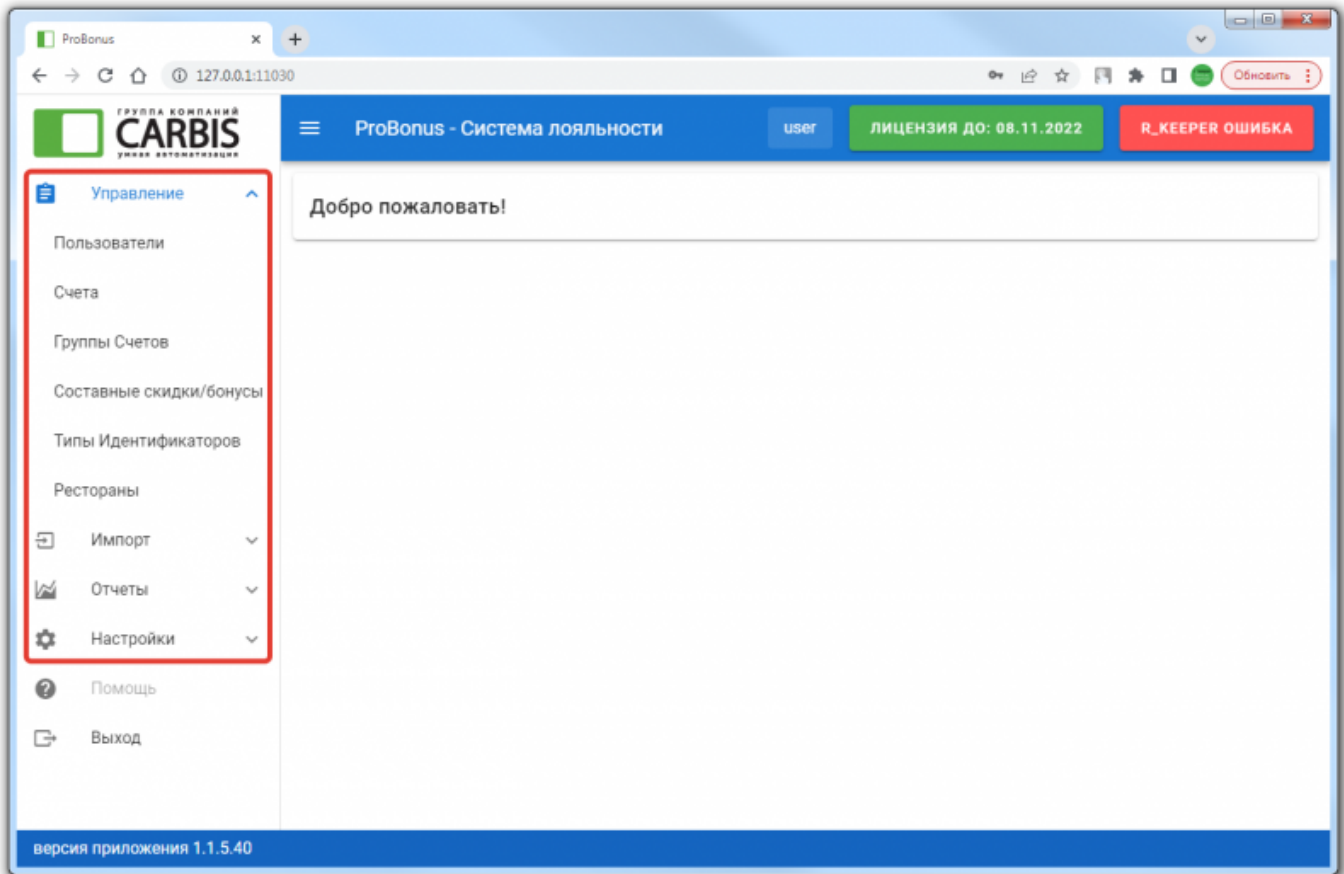 ProBonus
127.0.0.1:11030
Обновить
ГРУППА КОМПАНИЙ
CARBIS
умная автоматизация
ProBonus - Система лояльности
user
ЛИЦЕНЗИЯ ДО: 08.11.2022
R_KEEPER ОШИБКА
Управление
Добро пожаловать!
Пользователи
Счета
Группы Счетов
Составные скидки/бонусы
Типы Идентификаторов
Рестораны
Импорт
Отчеты
Настройки
Помощь
Выход
версия приложения 1.1.5.40